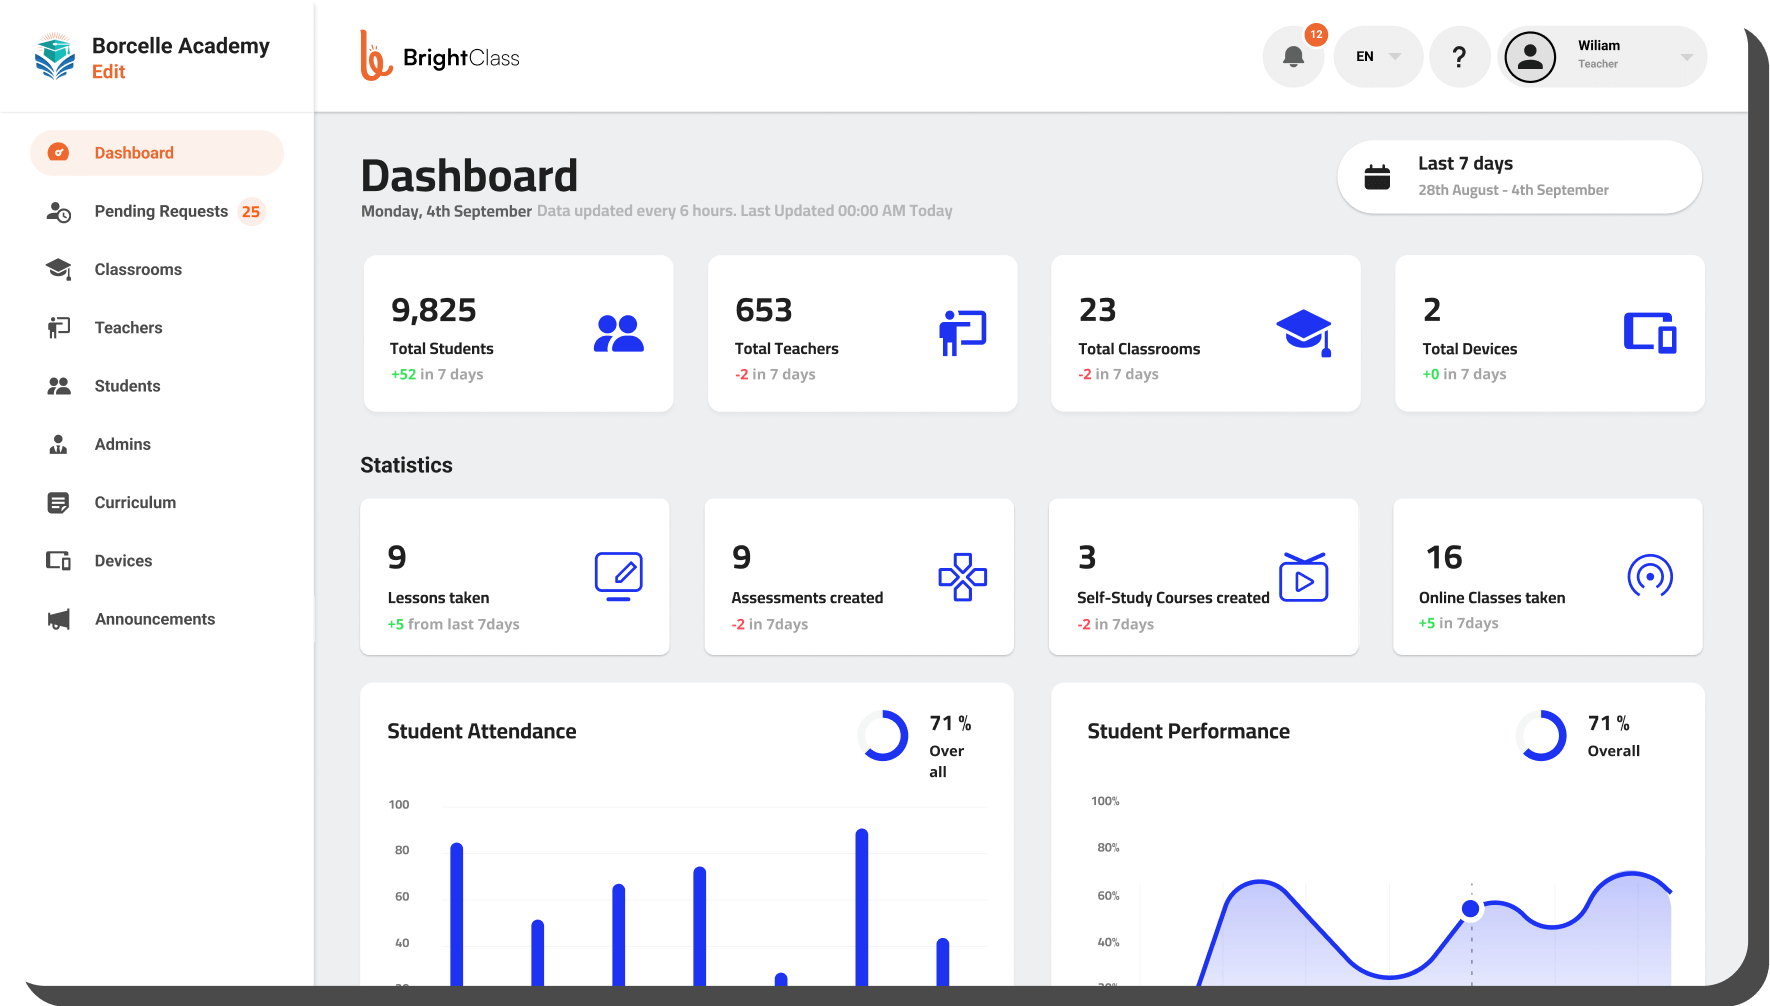 Borcelle Academy
Edit
BrightClass
12
EN
?
Wiliam
Teacher
Dashboard
Pending Requests 25
Classrooms
Teachers
Students
Admins
Curriculum
Devices
Announcements
Dashboard
Monday, 4th September Data updated every 6 hours. Last Updated 00:00 AM Today
Last 7 days
28th August - 4th September
9,825
Total Students
+52 in 7 days
653
Total Teachers
-2 in 7 days
23
Total Classrooms
-2 in 7 days
2
Total Devices
+0 in 7 days
Statistics
9
Lessons taken
+5 from last 7days
9
Assessments created
-2 in 7days
3
Self-Study Courses created
-2 in 7days
16
Online Classes taken
+5 in 7days
Student Attendance
71 %
Over
all
100
80
60
40
Student Performance
71 %
Overall
100%
80%
60%
40%